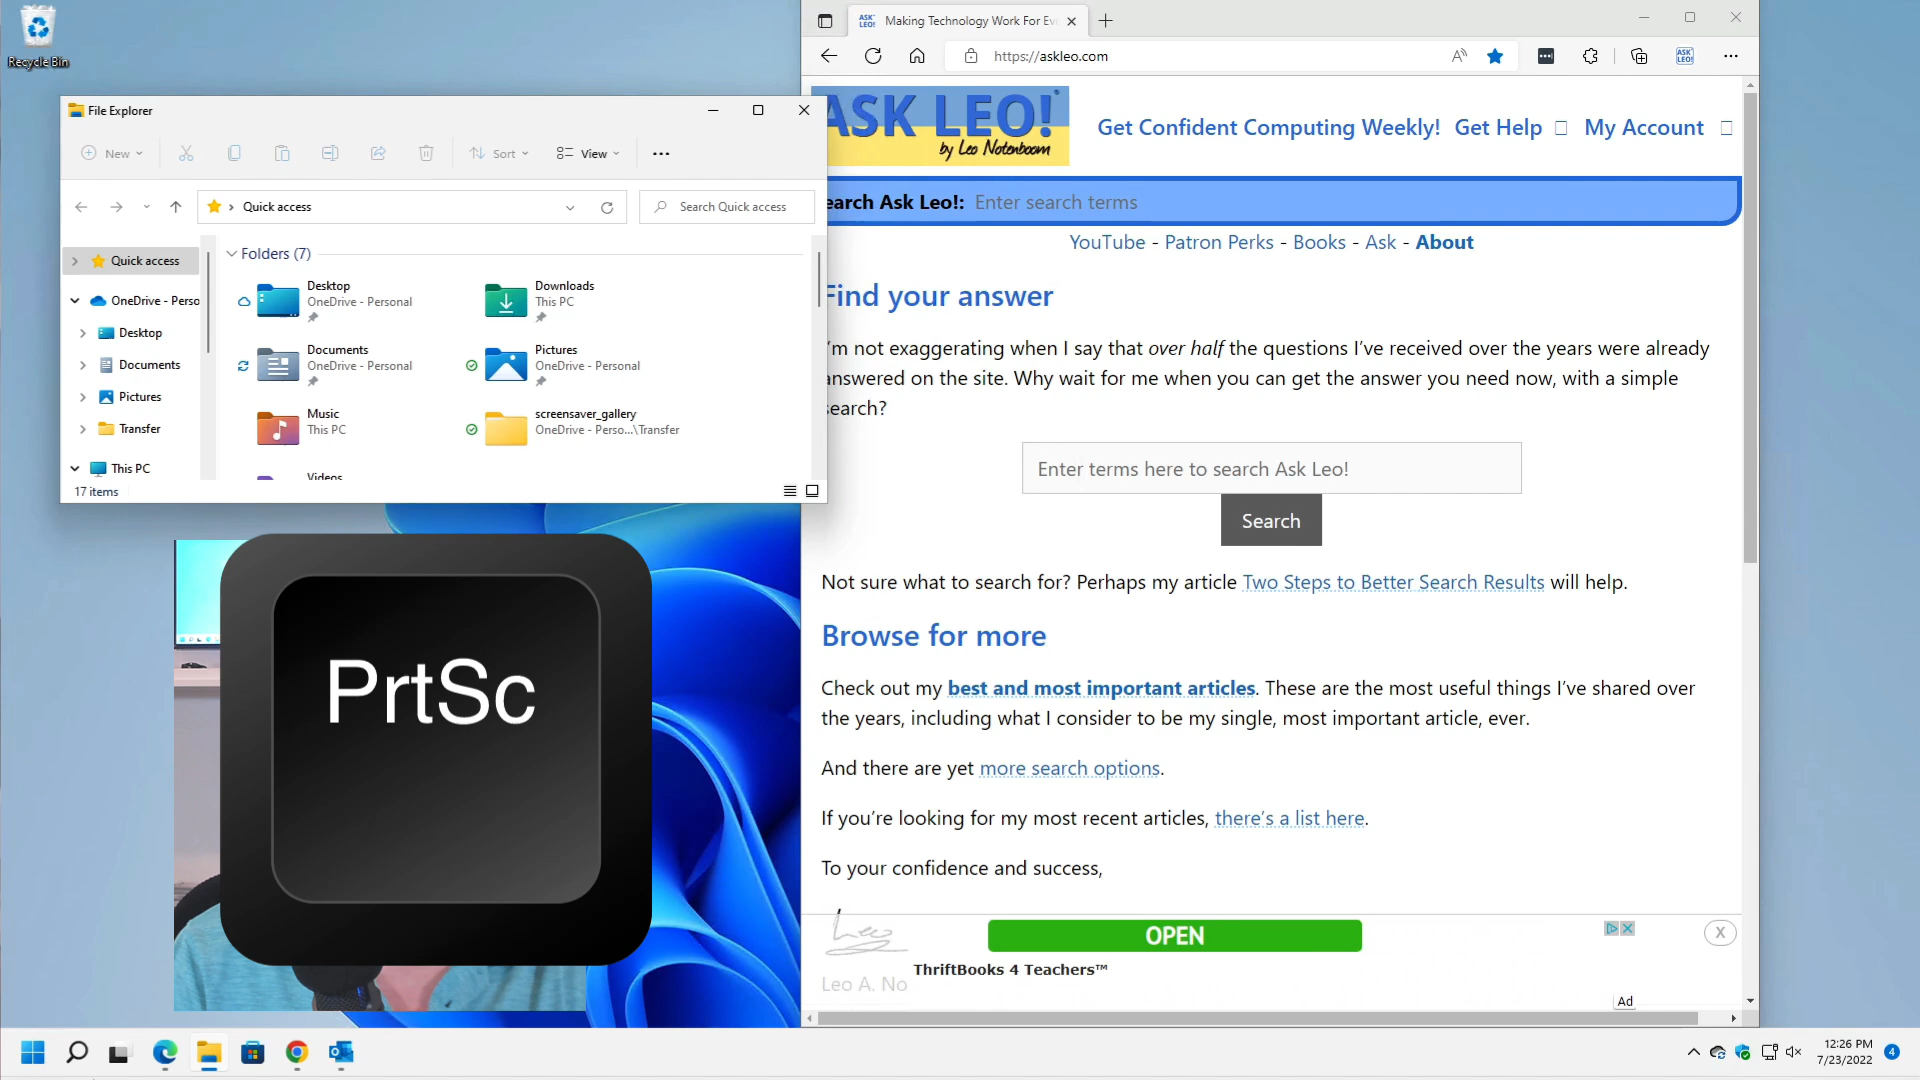 Recycle Bin
File Explorer
New
Sort
View
Quick access
Search Quick access
Quick access
OneDrive - Perso
Desktop
Documents
Pictures
Transfer
This PC
Folders (7)
Desktop
OneDrive - Personal
Downloads
This PC
Documents
OneDrive - Personal
Pictures
OneDrive - Personal
Music
This PC
screensaver_gallery
OneDrive - Perso...\Transfer
Videos
17 items
PrtSc
ASK LEO!
Making Technology Work For Eve
https://askleo.com
ASK LEO!
ASK LEO!
by Leo Notenboom
Get Confident Computing Weekly!
Get Help
My Account
earch Ask Leo!: Enter search terms
YouTube - Patron Perks - Books - Ask - About
Find your answer
I'm not exaggerating when I say that over half the questions I've received over the years were already
answered on the site. Why wait for me when you can get the answer you need now, with a simple
search?
Enter terms here to search Ask Leo!
Search
Not sure what to search for? Perhaps my article Two Steps to Better Search Results will help.
Browse for more
Check out my best and most important articles. These are the most useful things I've shared over
the years, including what I consider to be my single, most important article, ever.
And there are yet more search options.
If you're looking for my most recent articles, there's a list here.
To your confidence and success,
Leo
Leo A. No
OPEN
ThriftBooks 4 Teachers™
Ad
12:26 PM
7/23/2022
4